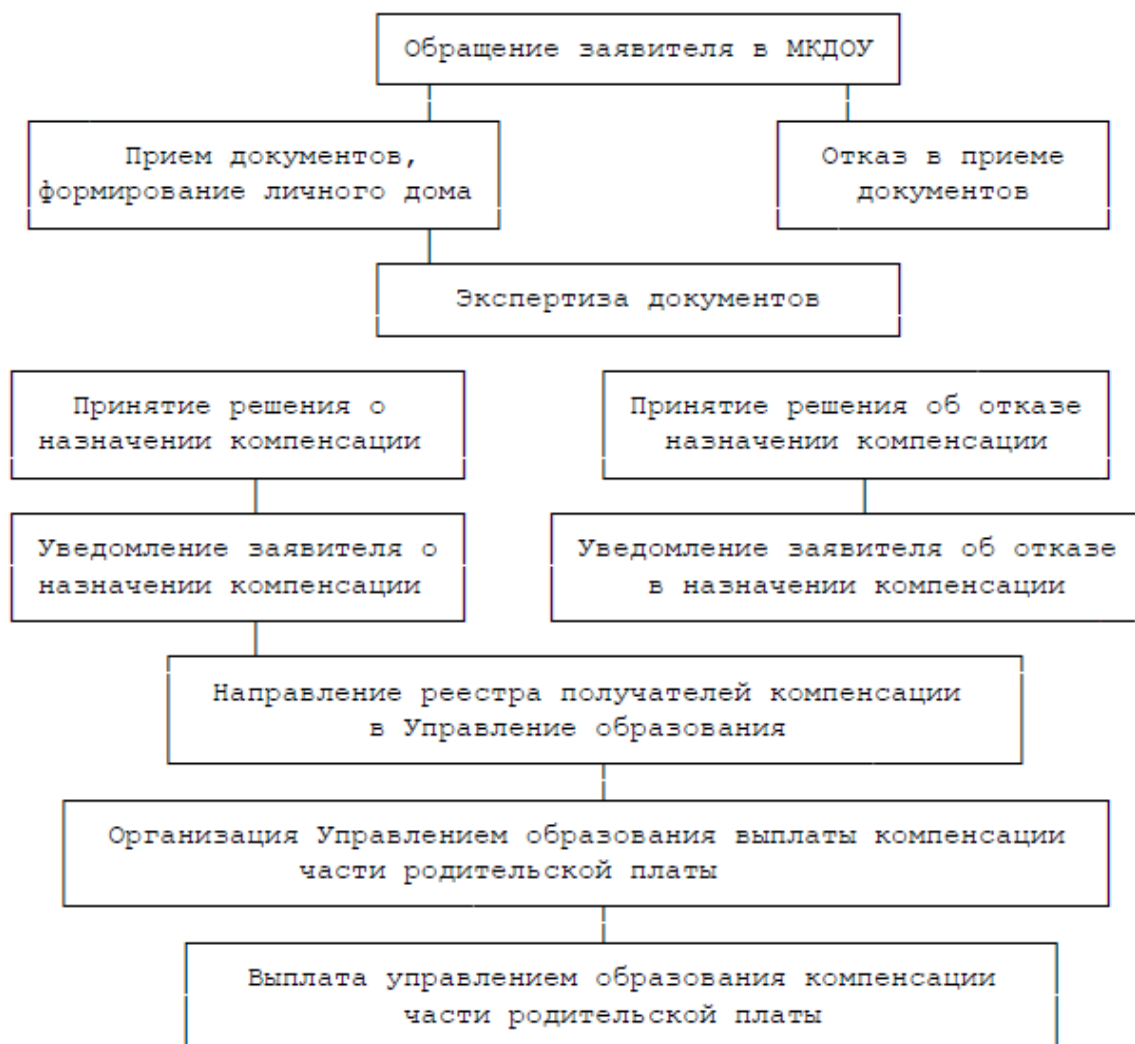 Обращение заявителя в МКДОУ
Прием документов,
формирование личного дома
Отказ в приеме
документов
Экспертиза документов
Принятие решения о
назначении компенсации
Принятие решения об отказе
назначении компенсации
Уведомление заявителя о
назначении компенсации
Уведомление заявителя об отказе
в назначении компенсации
Направление реестра получателей компенсации
в Управление образования
Организация Управлением образования выплаты компенсации
части родительской платы
Выплата управлением образования компенсации
части родительской платы